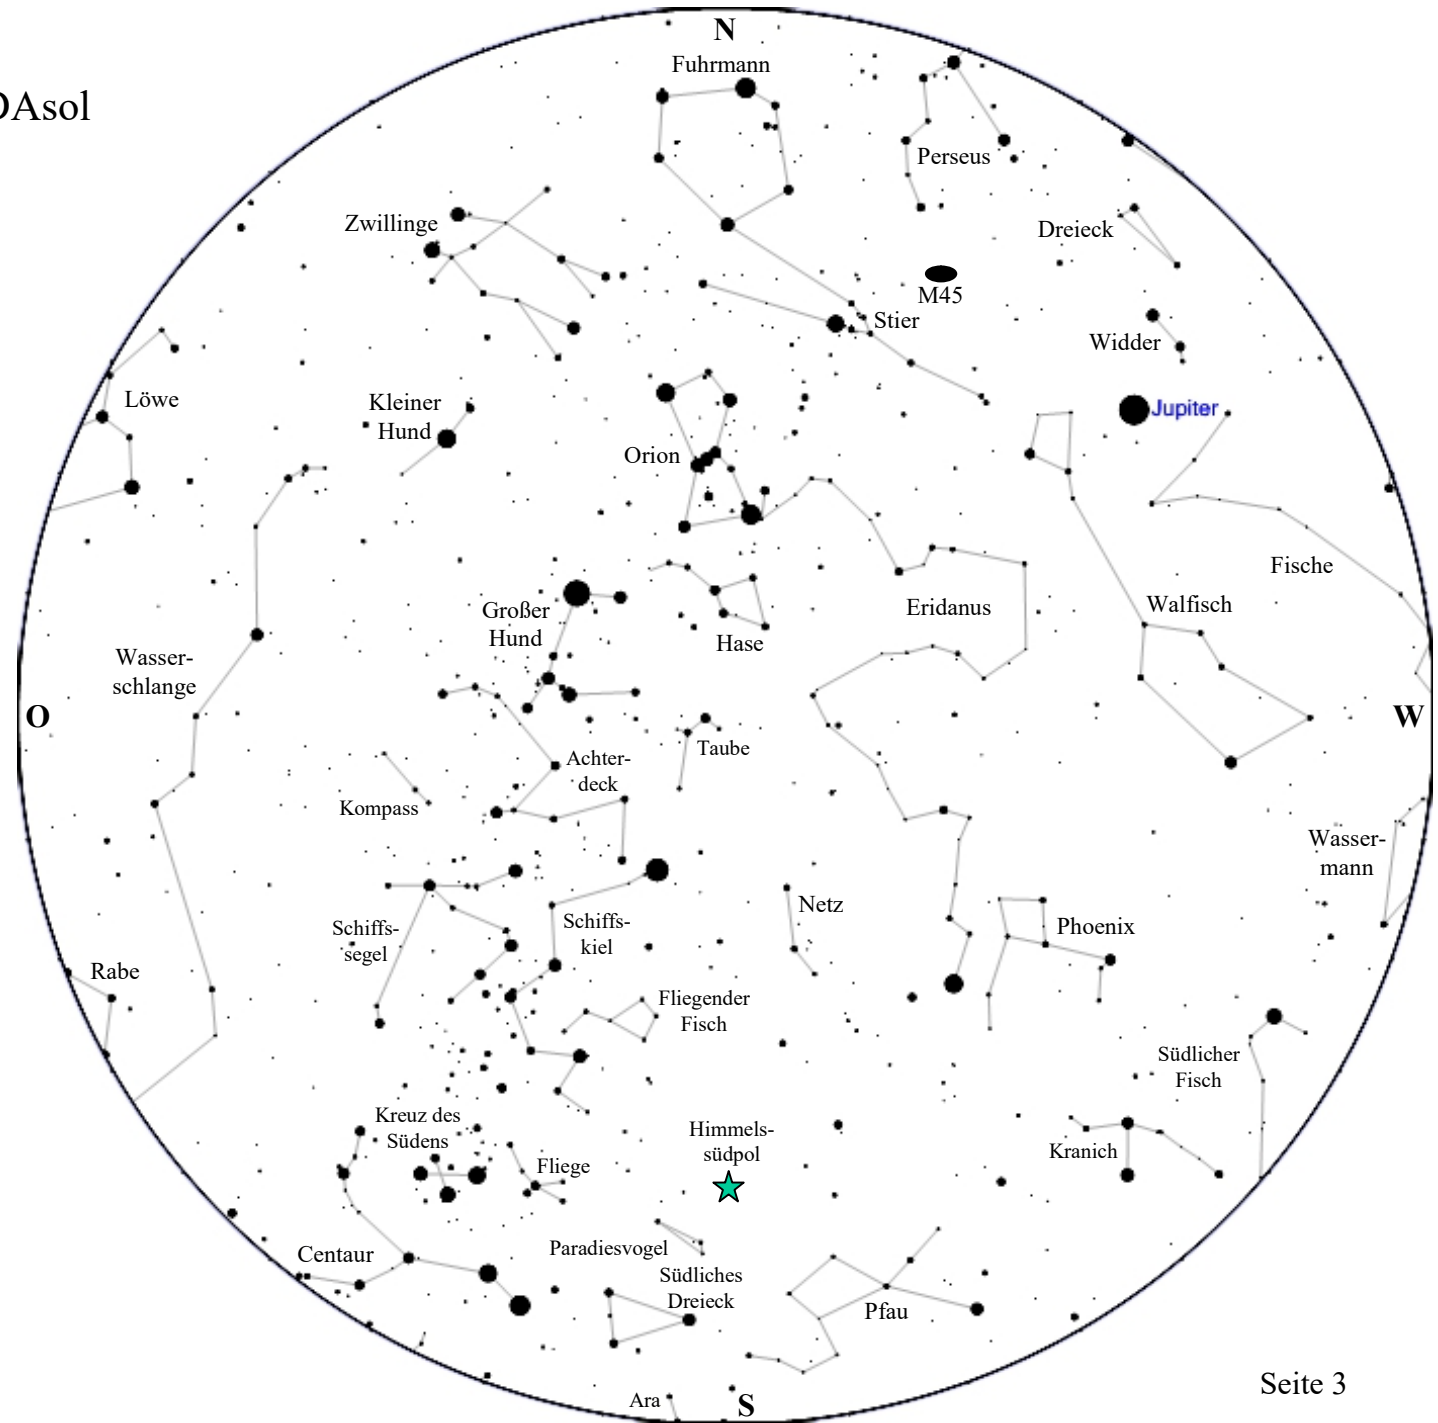 N
Fuhrmann
DAsol
Perseus
Zwillinge
Dreieck
M45
Stier
Widder
Löwe
Kleiner
Hund
Jupiter
Orion
Fische
Großer
Hund
Eridanus
Walfisch
Hase
Wasser-
schlange
O
W
Taube
Achter-
deck
Kompass
Wasser-
mann
Netz
Schiffs-
segel
Schiffs-
kiel
Phoenix
Rabe
Fliegender
Fisch
Südlicher
Fisch
Kreuz des
Südens
Himmels-
südpol
Kranich
Fliege
Centaur
Paradiesvogel
Südliches
Dreieck
Pfau
Seite 3
Ara
S